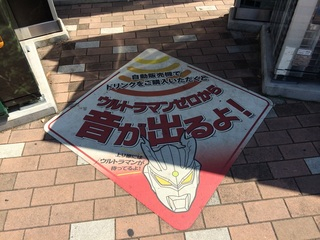 自動販売機で
ドリンクをご購入いただくと
ウルトラマンゼロから
音が出るよ!
ウルトラマンが
待ってるよ!